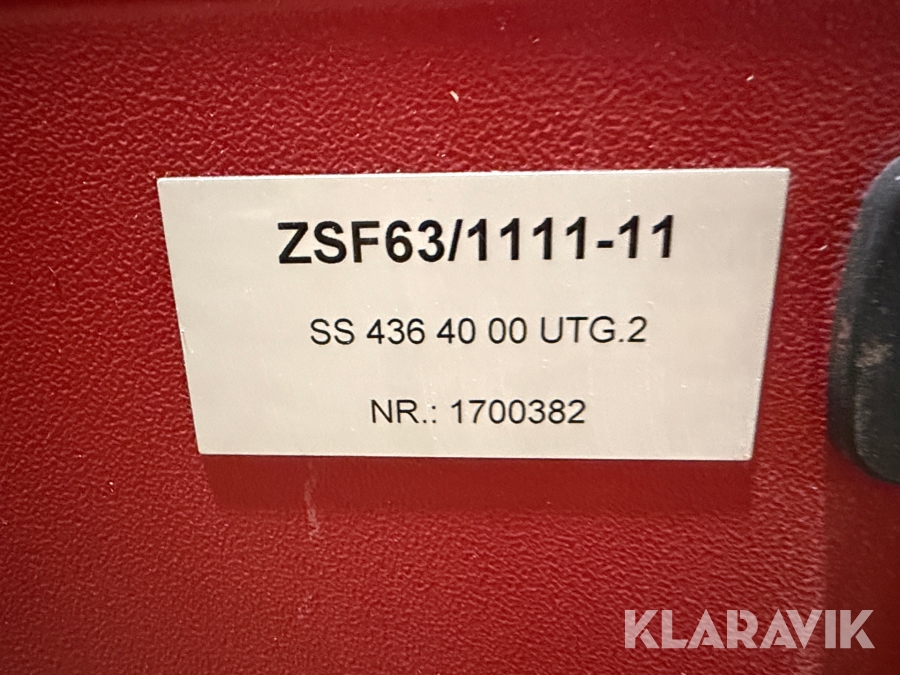 ZSF63/1111-11
SS 436 40 00 UTG.2
NR.: 1700382
KLARAVIK